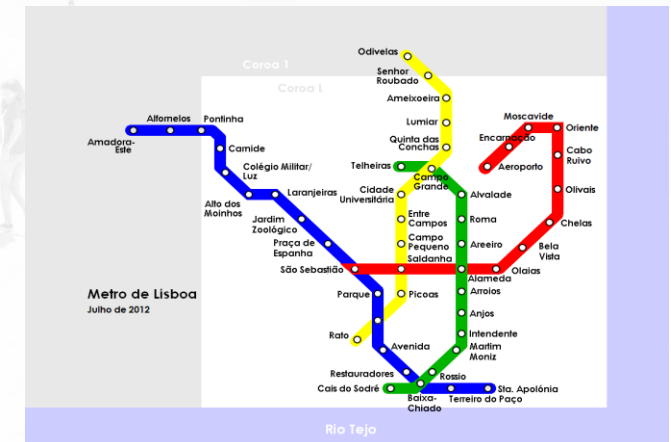 Odivelas
Coroa 1
Senhor
Roubado
Coroa L
Ameixoeira
Moscavide
Alfornelos
Pontinha
Lumiar
Oriente
Encarnação
Amadora-
Este
Quinta das
Conchas
Carnide
Cabo
Ruivo
Colégio Militar/
Luz
Telheiras
Aeroporto
Campo
Grande
Cidade
Universitária
Olivais
Laranjeiras
Alvalade
Alto dos
Moinhos
Jardim
Zoológico
Entre
Campos
Roma
Chelas
Praça de
Espanha
Campo
Pequeno
Areeiro
Bela
Vista
Saldanha
São Sebastião
Olaias
Alameda
Metro de Lisboa
Julho de 2012
Parque
Picoas
Arroios
Anjos
Rato
Intendente
Avenida
Martim
Moniz
Restauradores
Rossio
Cais do Sodré
Baixa-
Chiado
Sta. Apolónia
Terreiro do Paço
Rio Tejo